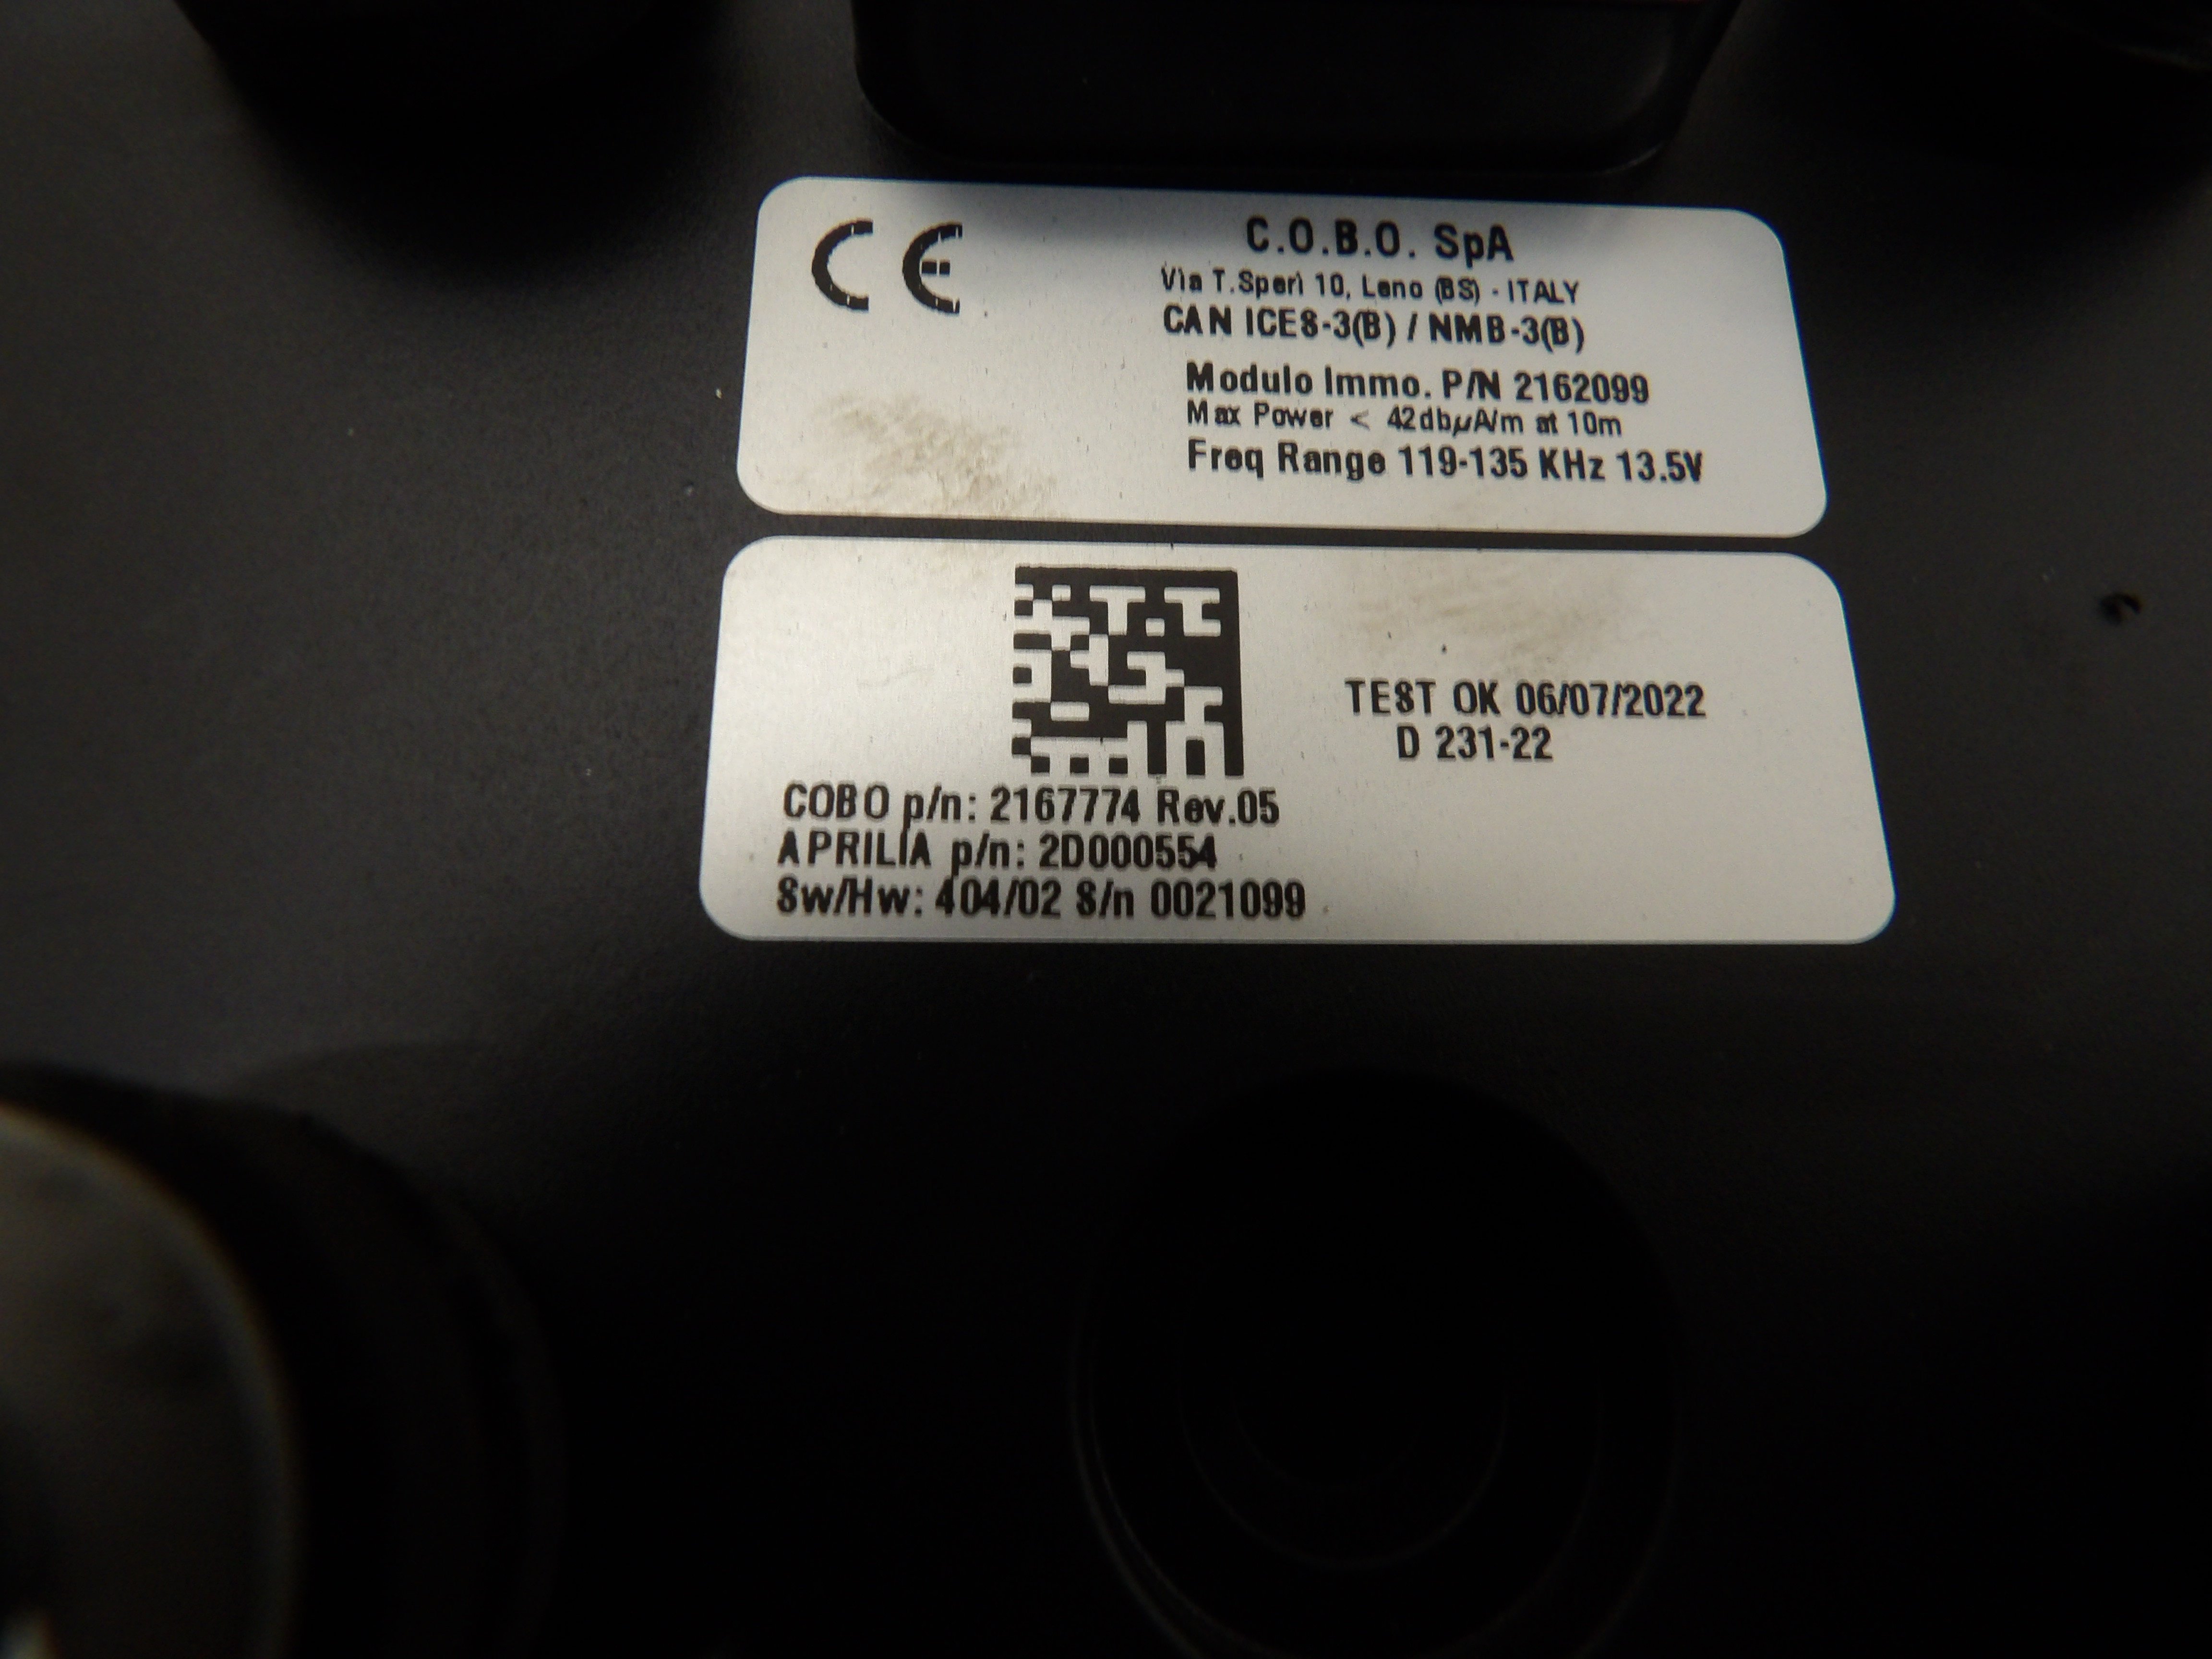 CE
C.O.B.O. SpA
Via T.Speri 10, Leno (BS) - ITALY
CAN ICES-3(B) / NMB-3(B)
Modulo Immo. P/N 2162099
Max Power < 42dbµA/m at 10m
Freq Range 119-135 KHz 13.5V
TEST OK 06/07/2022
D 231-22
COBO p/n: 2167774 Rev.05
APRILIA p/n: 2D000554
Sw/Hw: 404/02 S/n 0021099